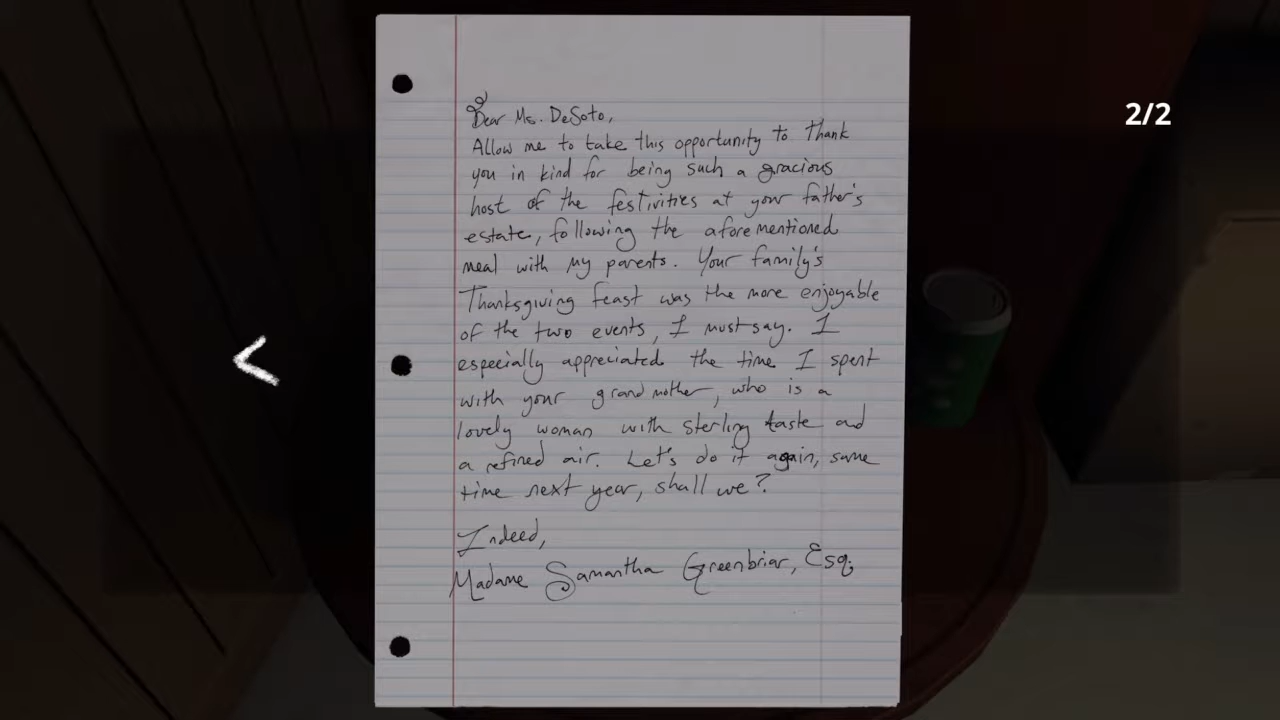 2/2
Dear Ms. DeSoto,
Allow me to take this opportunity to thank
you in kind for being such a gracious
host of the festivities at your father's
estate, following the aforementioned
meal with my parents. Your family's
Thanksgiving feast was the more enjoyable
of the two events, I must say. I
especially appreciated the time I spent
with your grandmother, who is a
lovely woman with sterling taste and
a refined air. Let's do it again, same
time next year, shall we?
Indeed,
Madame Samantha Greenbriar, Esq.